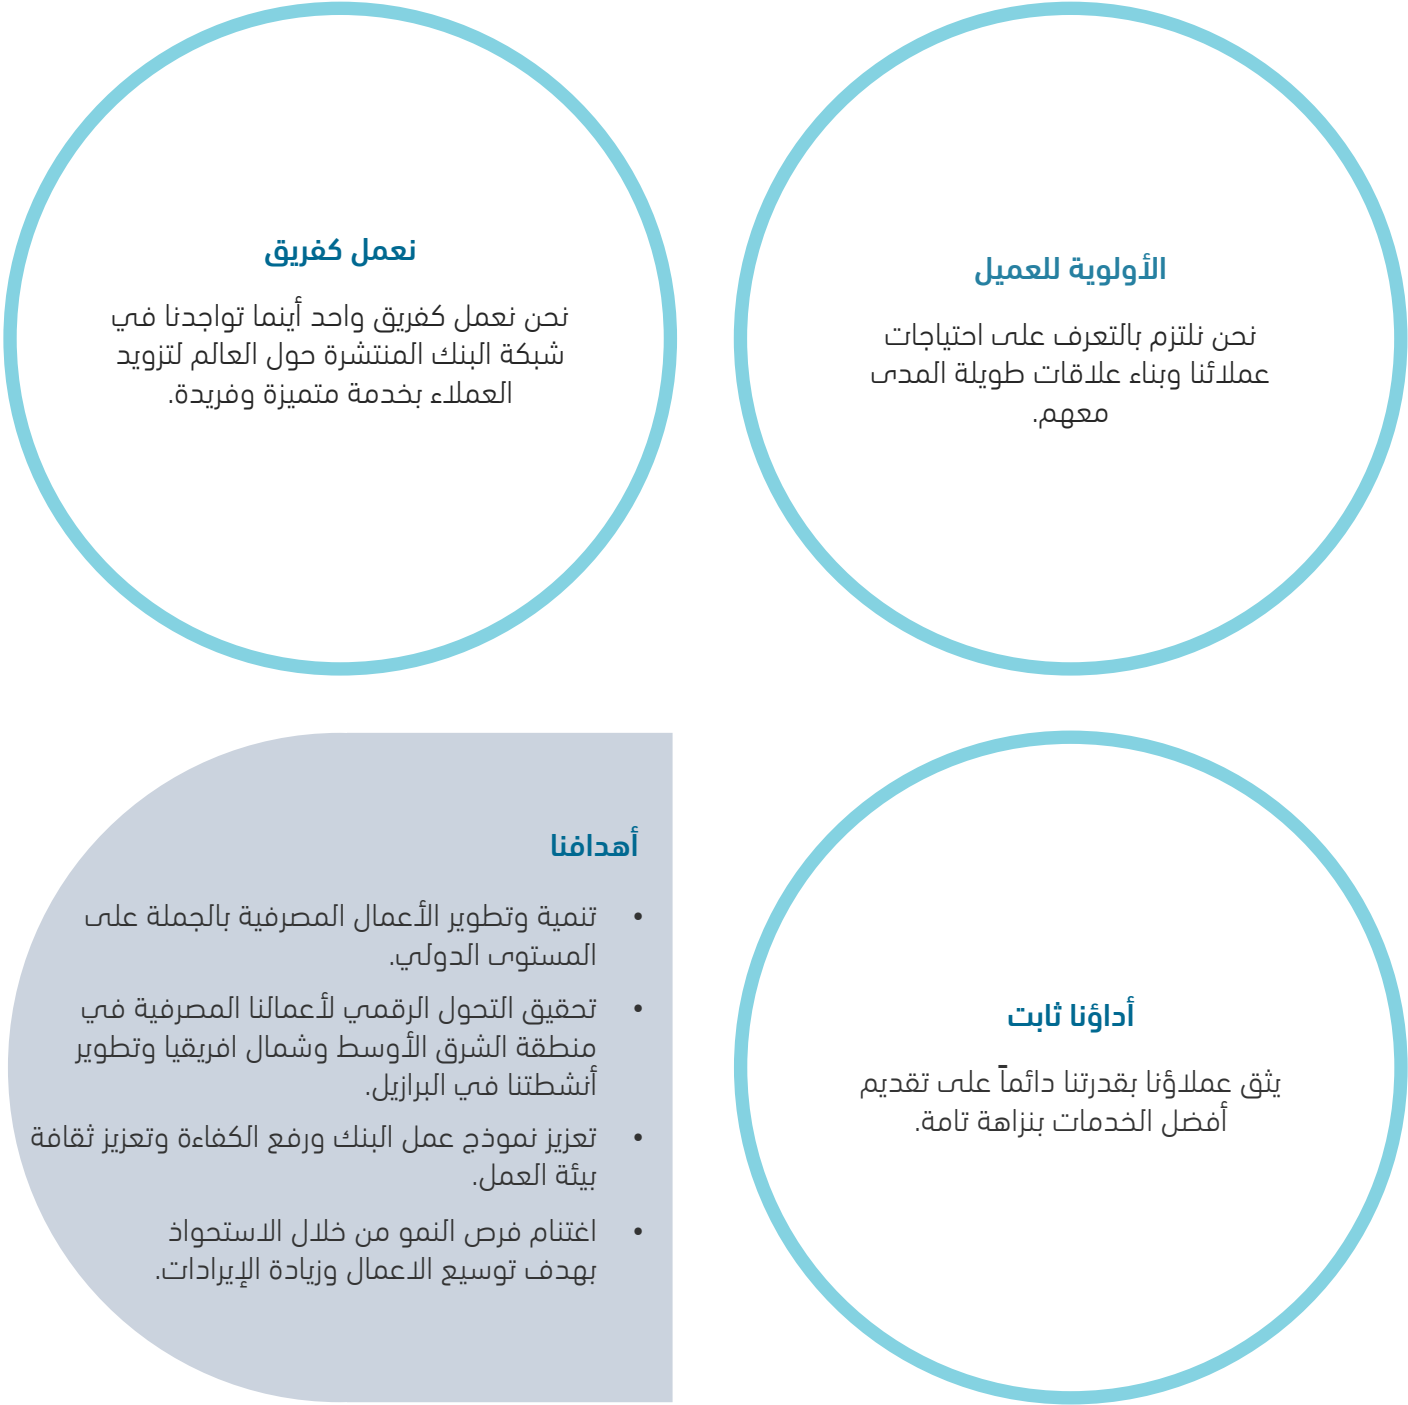 الأولوية للعميل
نحن نلتزم بالتعرف على احتياجات
عملائنا وبناء علاقات طويلة المدى
معهم.
نعمل كفريق
نحن نعمل كفريق واحد أينما تواجدنا في
شبكة البنك المنتشرة حول العالم لتزويد
العملاء بخدمة متميزة وفريدة.
أداؤنا ثابت
يثق عملاؤنا بقدرتنا دائماً على تقديم
أفضل الخدمات بنزاهة تامة.
أهدافنا
• تنمية وتطوير الأعمال المصرفية بالجملة على
المستوى الدولي.
• تحقيق التحول الرقمي لأعمالنا المصرفية في
منطقة الشرق الأوسط وشمال افريقيا وتطوير
أنشطتنا في البرازيل.
• تعزيز نموذج عمل البنك ورفع الكفاءة وتعزيز ثقافة
بيئة العمل.
• اغتنام فرص النمو من خلال الاستحواذ
بهدف توسيع الاعمال وزيادة الإيرادات.